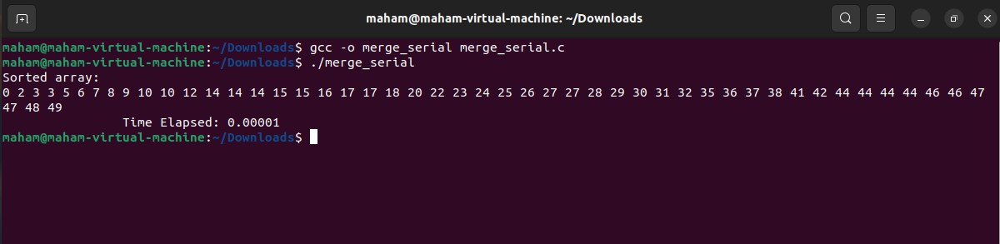 maham@maham-virtual-machine: ~/Downloads
maham@maham-virtual-machine:~/Downloads$ gcc -o merge_serial merge_serial.c
maham@maham-virtual-machine:~/Downloads$ ./merge_serial
Sorted array:
0 2 3 3 5 6 7 8 9 10 10 12 14 14 14 15 15 16 17 17 18 20 22 23 24 25 26 27 27 28 29 30 31 32 35 36 37 38 41 42 44 44 44 44 46 46 47
47 48 49
Time Elapsed: 0.00001
maham@maham-virtual-machine:~/Downloads$